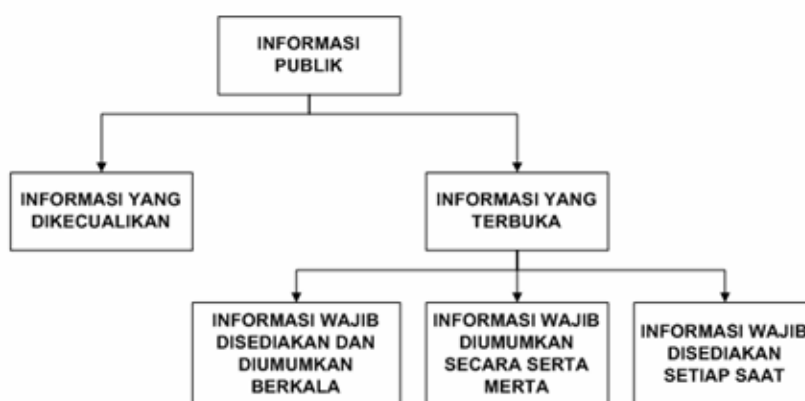 INFORMASI
PUBLIK
INFORMASI YANG
DIKECUALIKAN
INFORMASI YANG
TERBUKA
INFORMASI WAJIB
DISEDIAKAN DAN
DIUMUMKAN
BERKALA
INFORMASI WAJIB
DIUMUMKAN
SECARA SERTA
MERTA
INFORMASI WAJIB
DISEDIAKAN
SETIAP SAAT